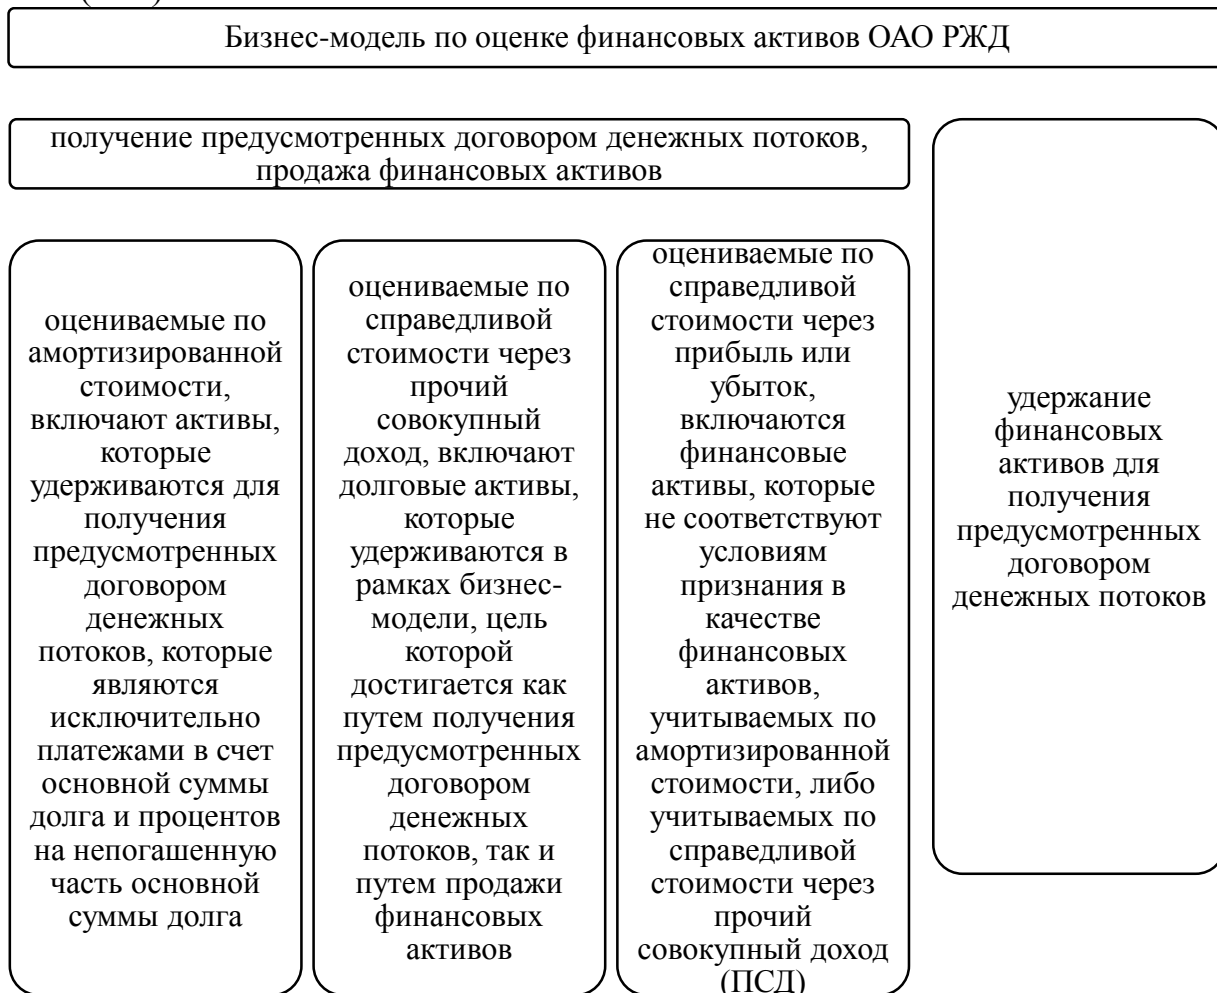 Бизнес-модель по оценке финансовых активов ОАО РЖД
получение предусмотренных договором денежных потоков,
продажа финансовых активов
оцениваемые по
амортизированной
стоимости,
включают активы,
которые
удерживаются для
получения
предусмотренных
договором
денежных
потоков, которые
являются
исключительно
платежами в счет
основной суммы
долга и процентов
на непогашенную
часть основной
суммы долга
оцениваемые по
справедливой
стоимости через
прочий
совокупный
доход, включают
долговые активы,
которые
удерживаются в
рамках бизнес-
модели, цель
которой
достигается как
путем получения
предусмотренных
договором
денежных
потоков, так и
путем продажи
финансовых
активов
оцениваемые по
справедливой
стоимости через
прибыль или
убыток,
включаются
финансовые
активы, которые
не соответствуют
условиям
признания в
качестве
финансовых
активов,
учитываемых по
амортизированной
стоимости, либо
учитываемых по
справедливой
стоимости через
прочий
совокупный доход
(ПСД)
удержание
финансовых
активов для
получения
предусмотренных
договором
денежных потоков